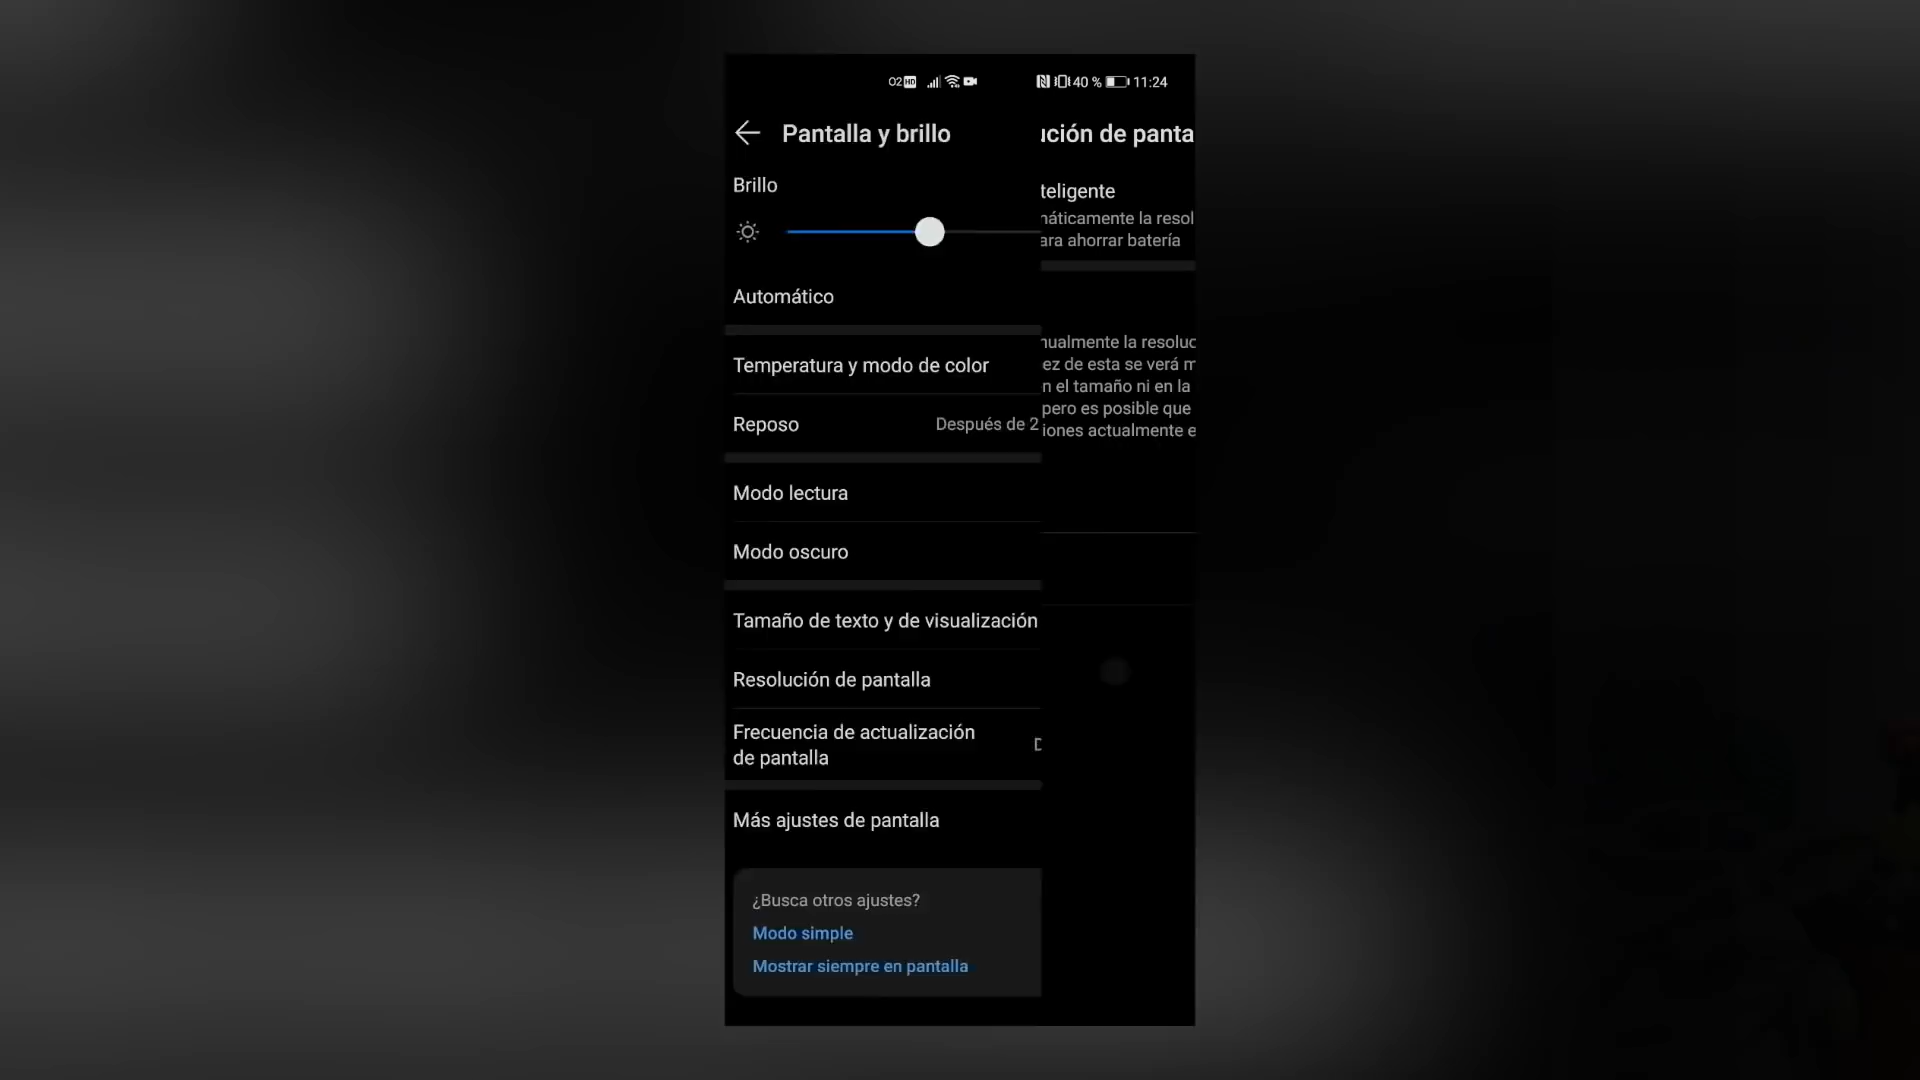 O2 HD 40 % 11:24
Pantalla y brillo
Brillo
Automático
Temperatura y modo de color
Reposo Después de 2
Modo lectura
Modo oscuro
Tamaño de texto y de visualización
Resolución de pantalla
Frecuencia de actualización
de pantalla
Más ajustes de pantalla
¿Busca otros ajustes?
Modo simple
Mostrar siempre en pantalla
ución de panta
teligente
máticamente la resol
ara ahorrar batería
nualmente la resoluc
ez de esta se verá m
n el tamaño ni en la
pero es posible que
iones actualmente e